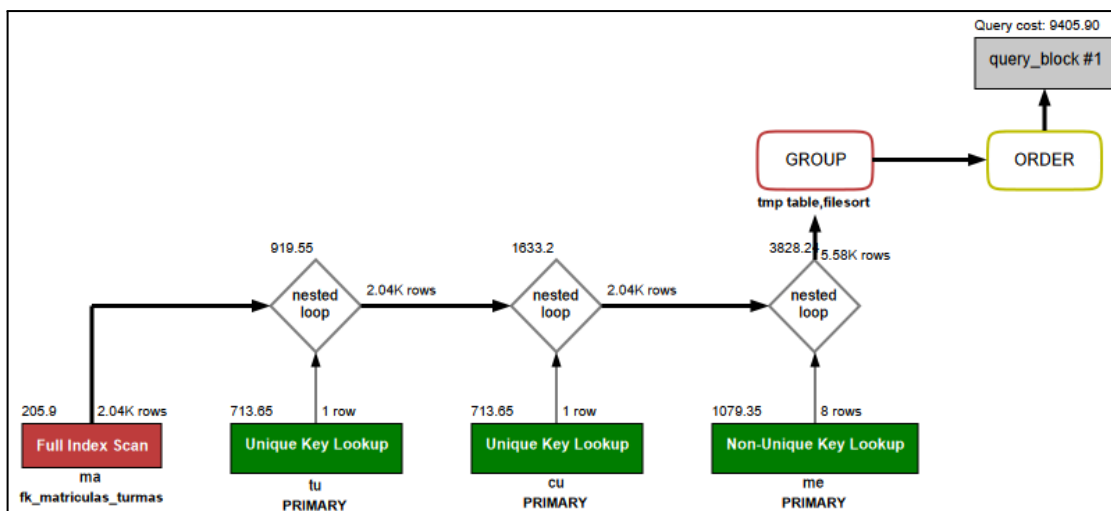 Query cost: 9405.90
query_block #1
GROUP
ORDER
tmp table,filesort
919.55
1633.2
3828.24
5.58K rows
nested
loop
2.04K rows
nested
loop
2.04K rows
nested
loop
205.9
2.04K rows
713.65
1 row
713.65
1 row
1079.35
8 rows
Full Index Scan
Unique Key Lookup
Unique Key Lookup
Non-Unique Key Lookup
ma
fk_matriculas_turmas
tu
PRIMARY
cu
PRIMARY
me
PRIMARY